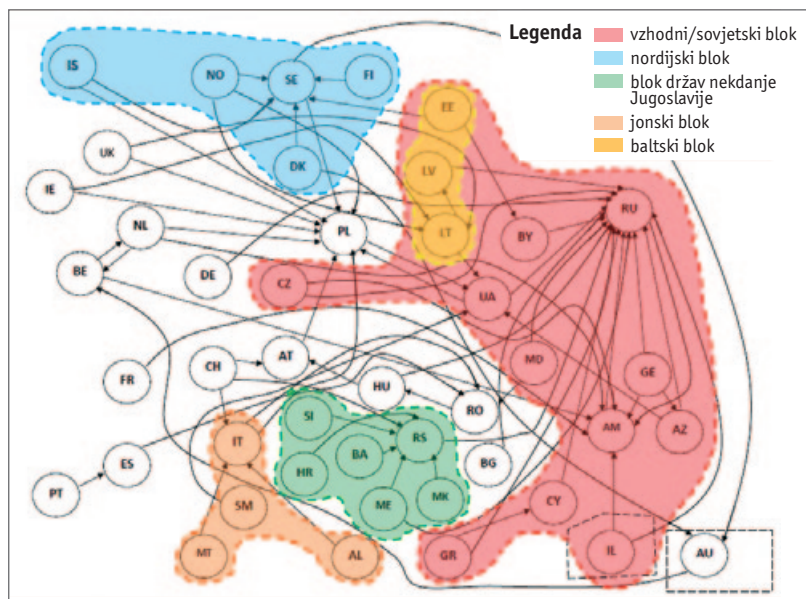 Legenda
vzhodni/sovjetski blok
nordijski blok
blok držav nekdanje
Jugoslavije
jonski blok
baltski blok
IS
NO
SE
FI
EE
UK
DK
LV
IE
RU
NL
PL
LT
BY
BE
DE
CZ
UA
FR
CH
AT
HU
RO
MD
GE
SI
IT
BA
RS
AM
AZ
ES
HR
BG
PT
SM
ME
MK
CY
MT
AL
GR
IL
AU